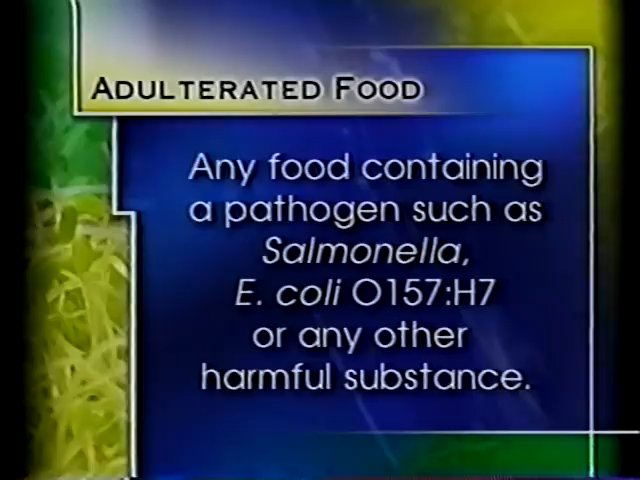 ADULTERATED FOOD
Any food containing
a pathogen such as
Salmonella,
E. coli O157:H7
or any other
harmful substance.